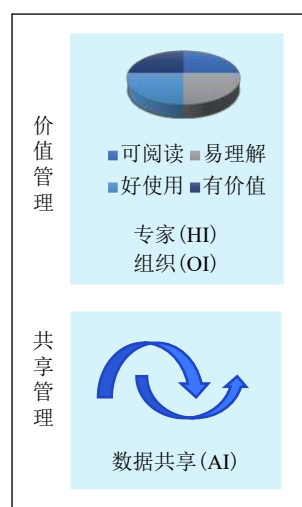 价值管理
■可阅读 ■易理解
■好使用 ■有价值
专家(HI)
组织(OI)
共享管理
数据共享(AI)